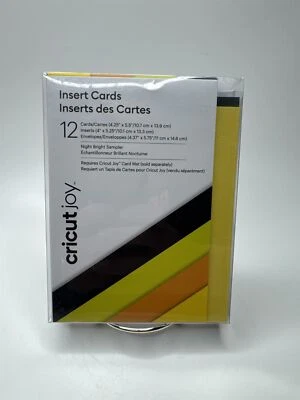 Insert Cards
Inserts des Cartes
12
Cards/Cartes (4.25" x 5.5"/10.7 cm x 13.9 cm)
Inserts (4" x 5.25"/10.1 cm x 13.3 cm)
Envelopes/Enveloppes (4.37" x 5.75"/11 cm x 14.6 cm)
Night Bright Sampler
Échantillonneur Brillant Nocturne
Requires Cricut Joy™ Card Mat (sold separately)
Requiert un Tapis de Cartes pour Cricut Joy (vendu séparément)
cricut joy™